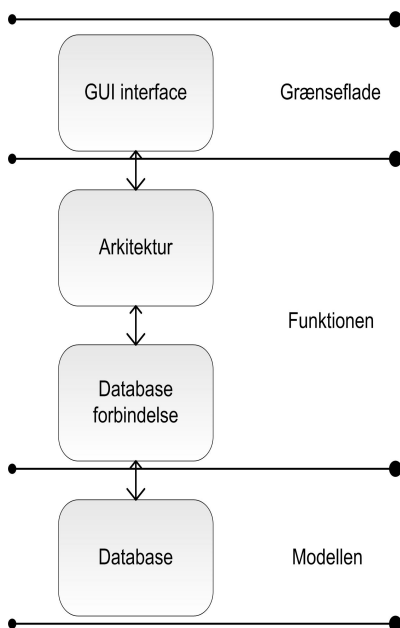 GUI interface
Grænseflade
Arkitektur
Funktionen
Database
forbindelse
Database
Modellen